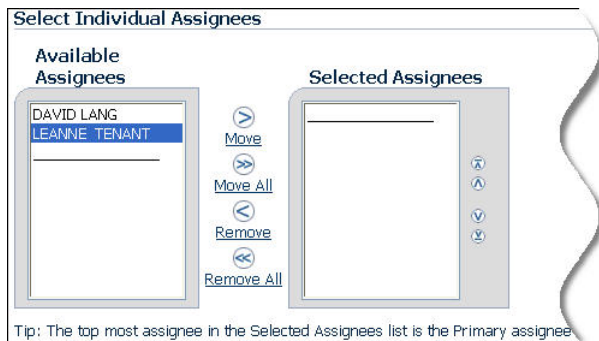 Select Individual Assignees
Available
Assignees
Selected Assignees
DAVID LANG
LEANNE TENANT
Move
Move All
Remove
Remove All
Tip: The top most assignee in the Selected Assignees list is the Primary assignee